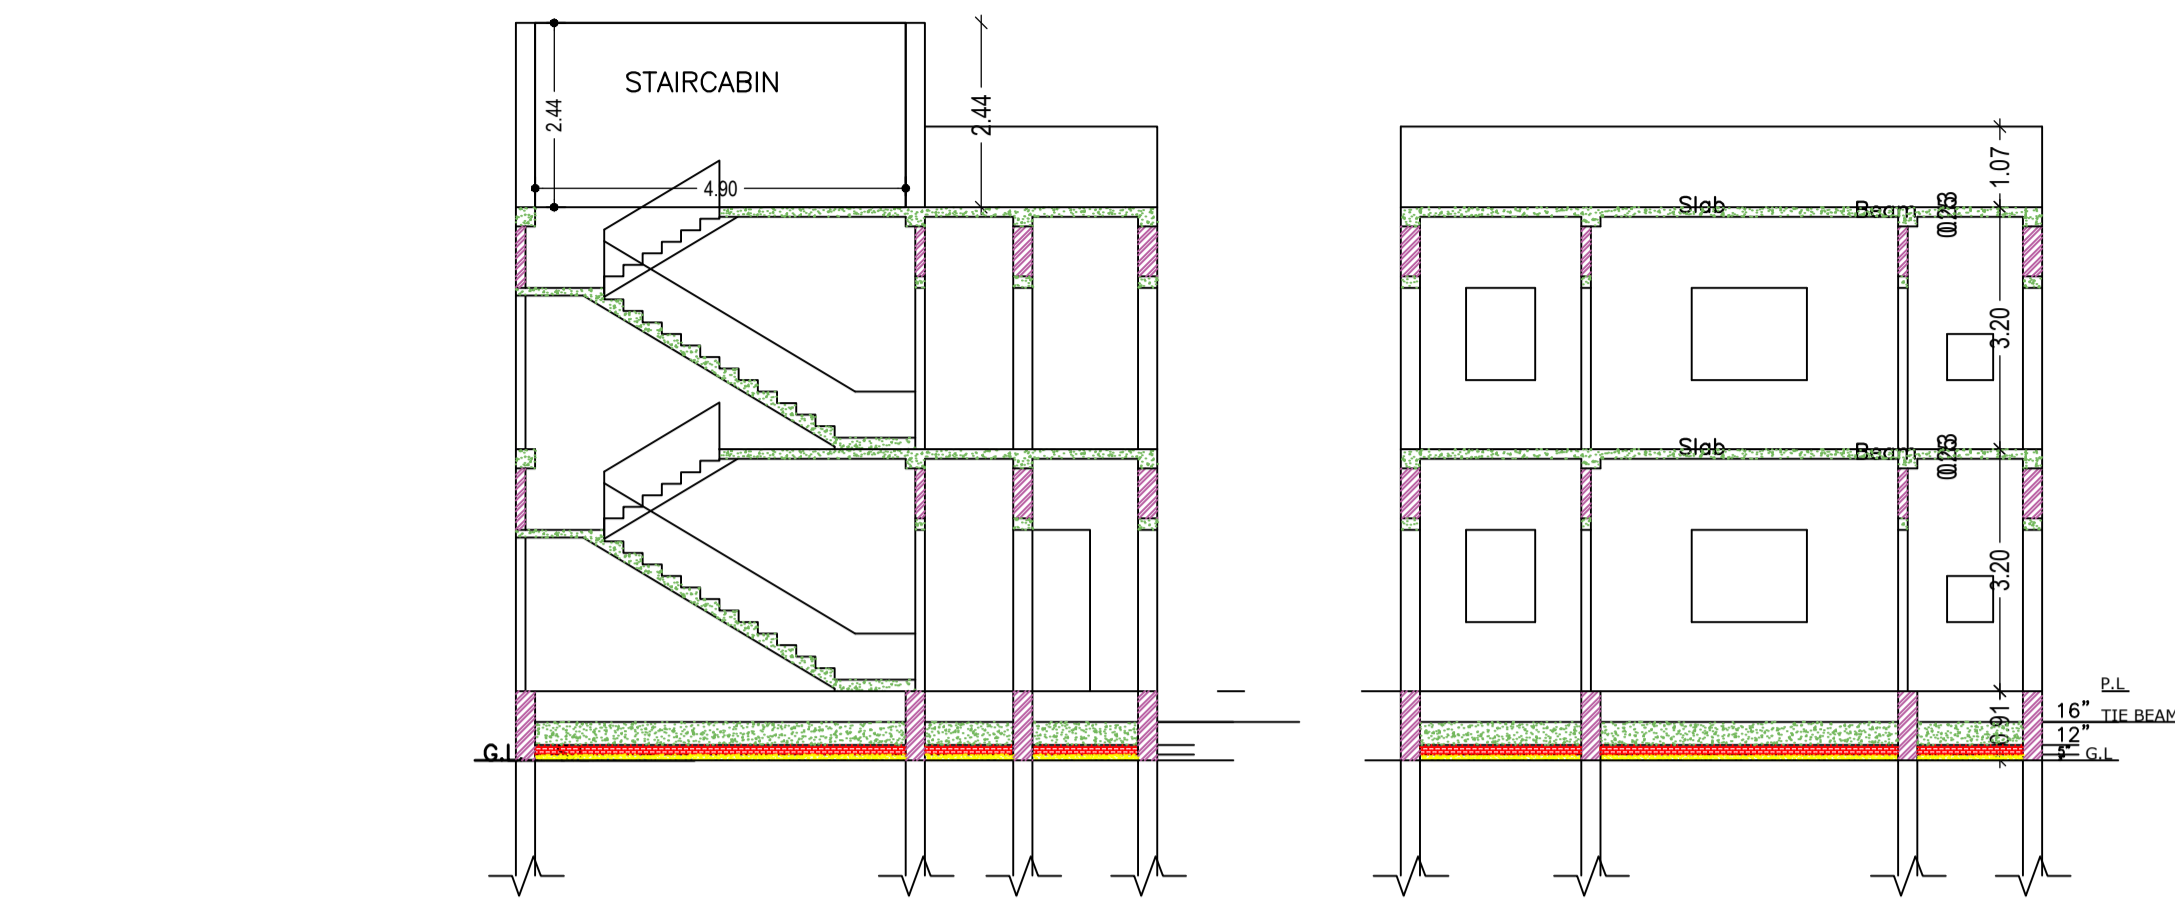 STAIRCABIN
2.44
2.44
4.90
1.07
Slab
Beam
3.20
Slab
Beam
3.20
P.L
16”
TIE BEAM
0.91
12”
G.L
5”
G.L